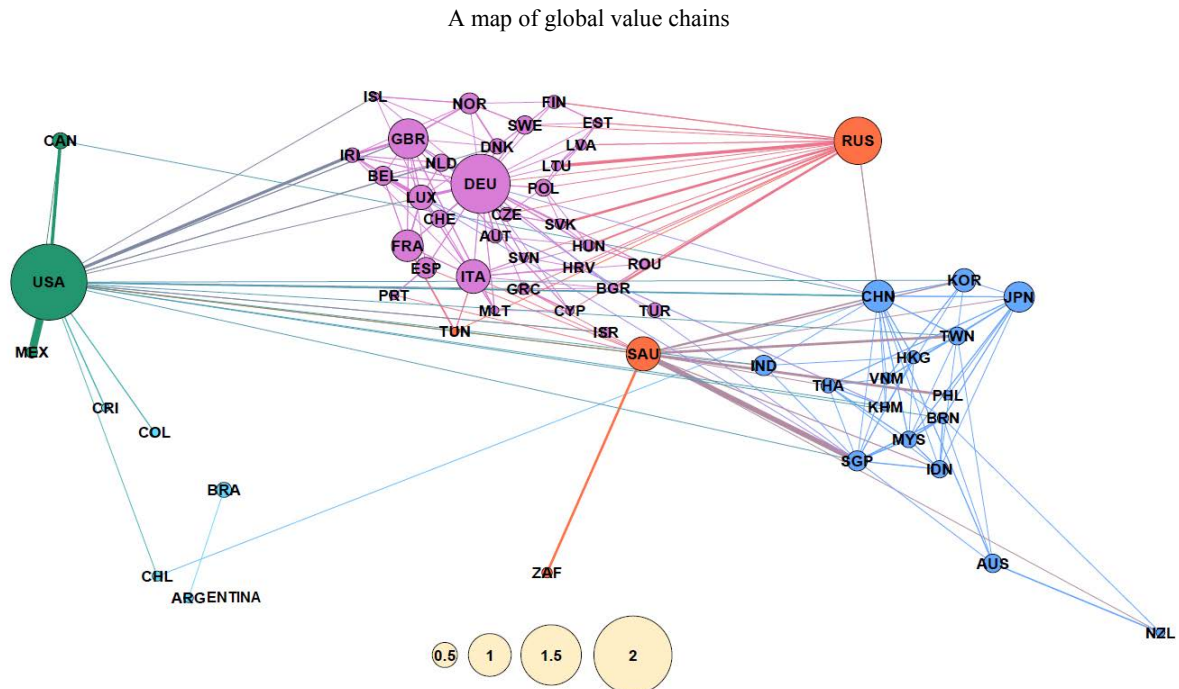 A map of global value chains
ISL
NOR
FIN
CAN
GBR
SWE
EST
RUS
IRL
NLD
DNK
LVA
BEL
DEU
LTU
LUX
POL
CHE
CZE
SVK
FRA
AUT
HUN
ESP
ITA
SVN
HRV
ROU
USA
PRT
GRC
BGR
CHN
KOR
JPN
MLT
CYP
TUR
TUN
ISR
TWN
MEX
SAU
IND
HKG
THA
VNM
PHL
CRI
KHM
BRN
COL
MYS
SGP
IDN
BRA
CHL
ZAF
AUS
ARGENTINA
NZL
0.5
1
1.5
2